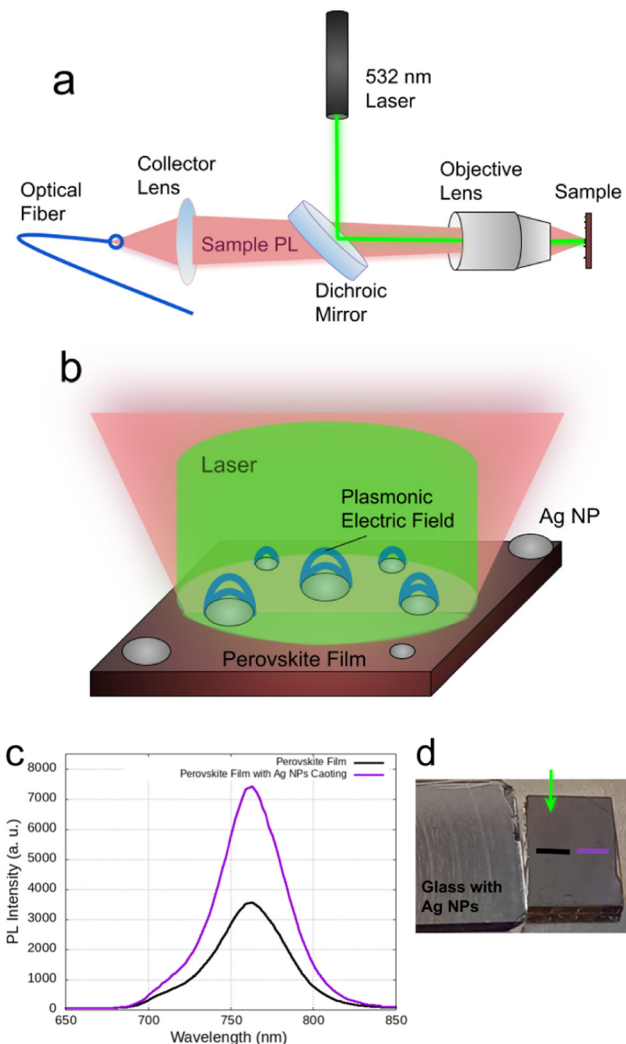 a
532 nm
Laser
Collector
Lens
Optical
Fiber
Objective
Lens
Sample
Sample PL
Dichroic
Mirror
b
Laser
Plasmonic
Electric Field
Ag NP
Perovskite Film
c
8000
7000
6000
5000
4000
3000
2000
1000
0
PL Intensity (a. u.)
Perovskite Film
Perovskite Film with Ag NPs Caoting
650
700
750
800
850
Wavelength (nm)
d
Glass with
Ag NPs